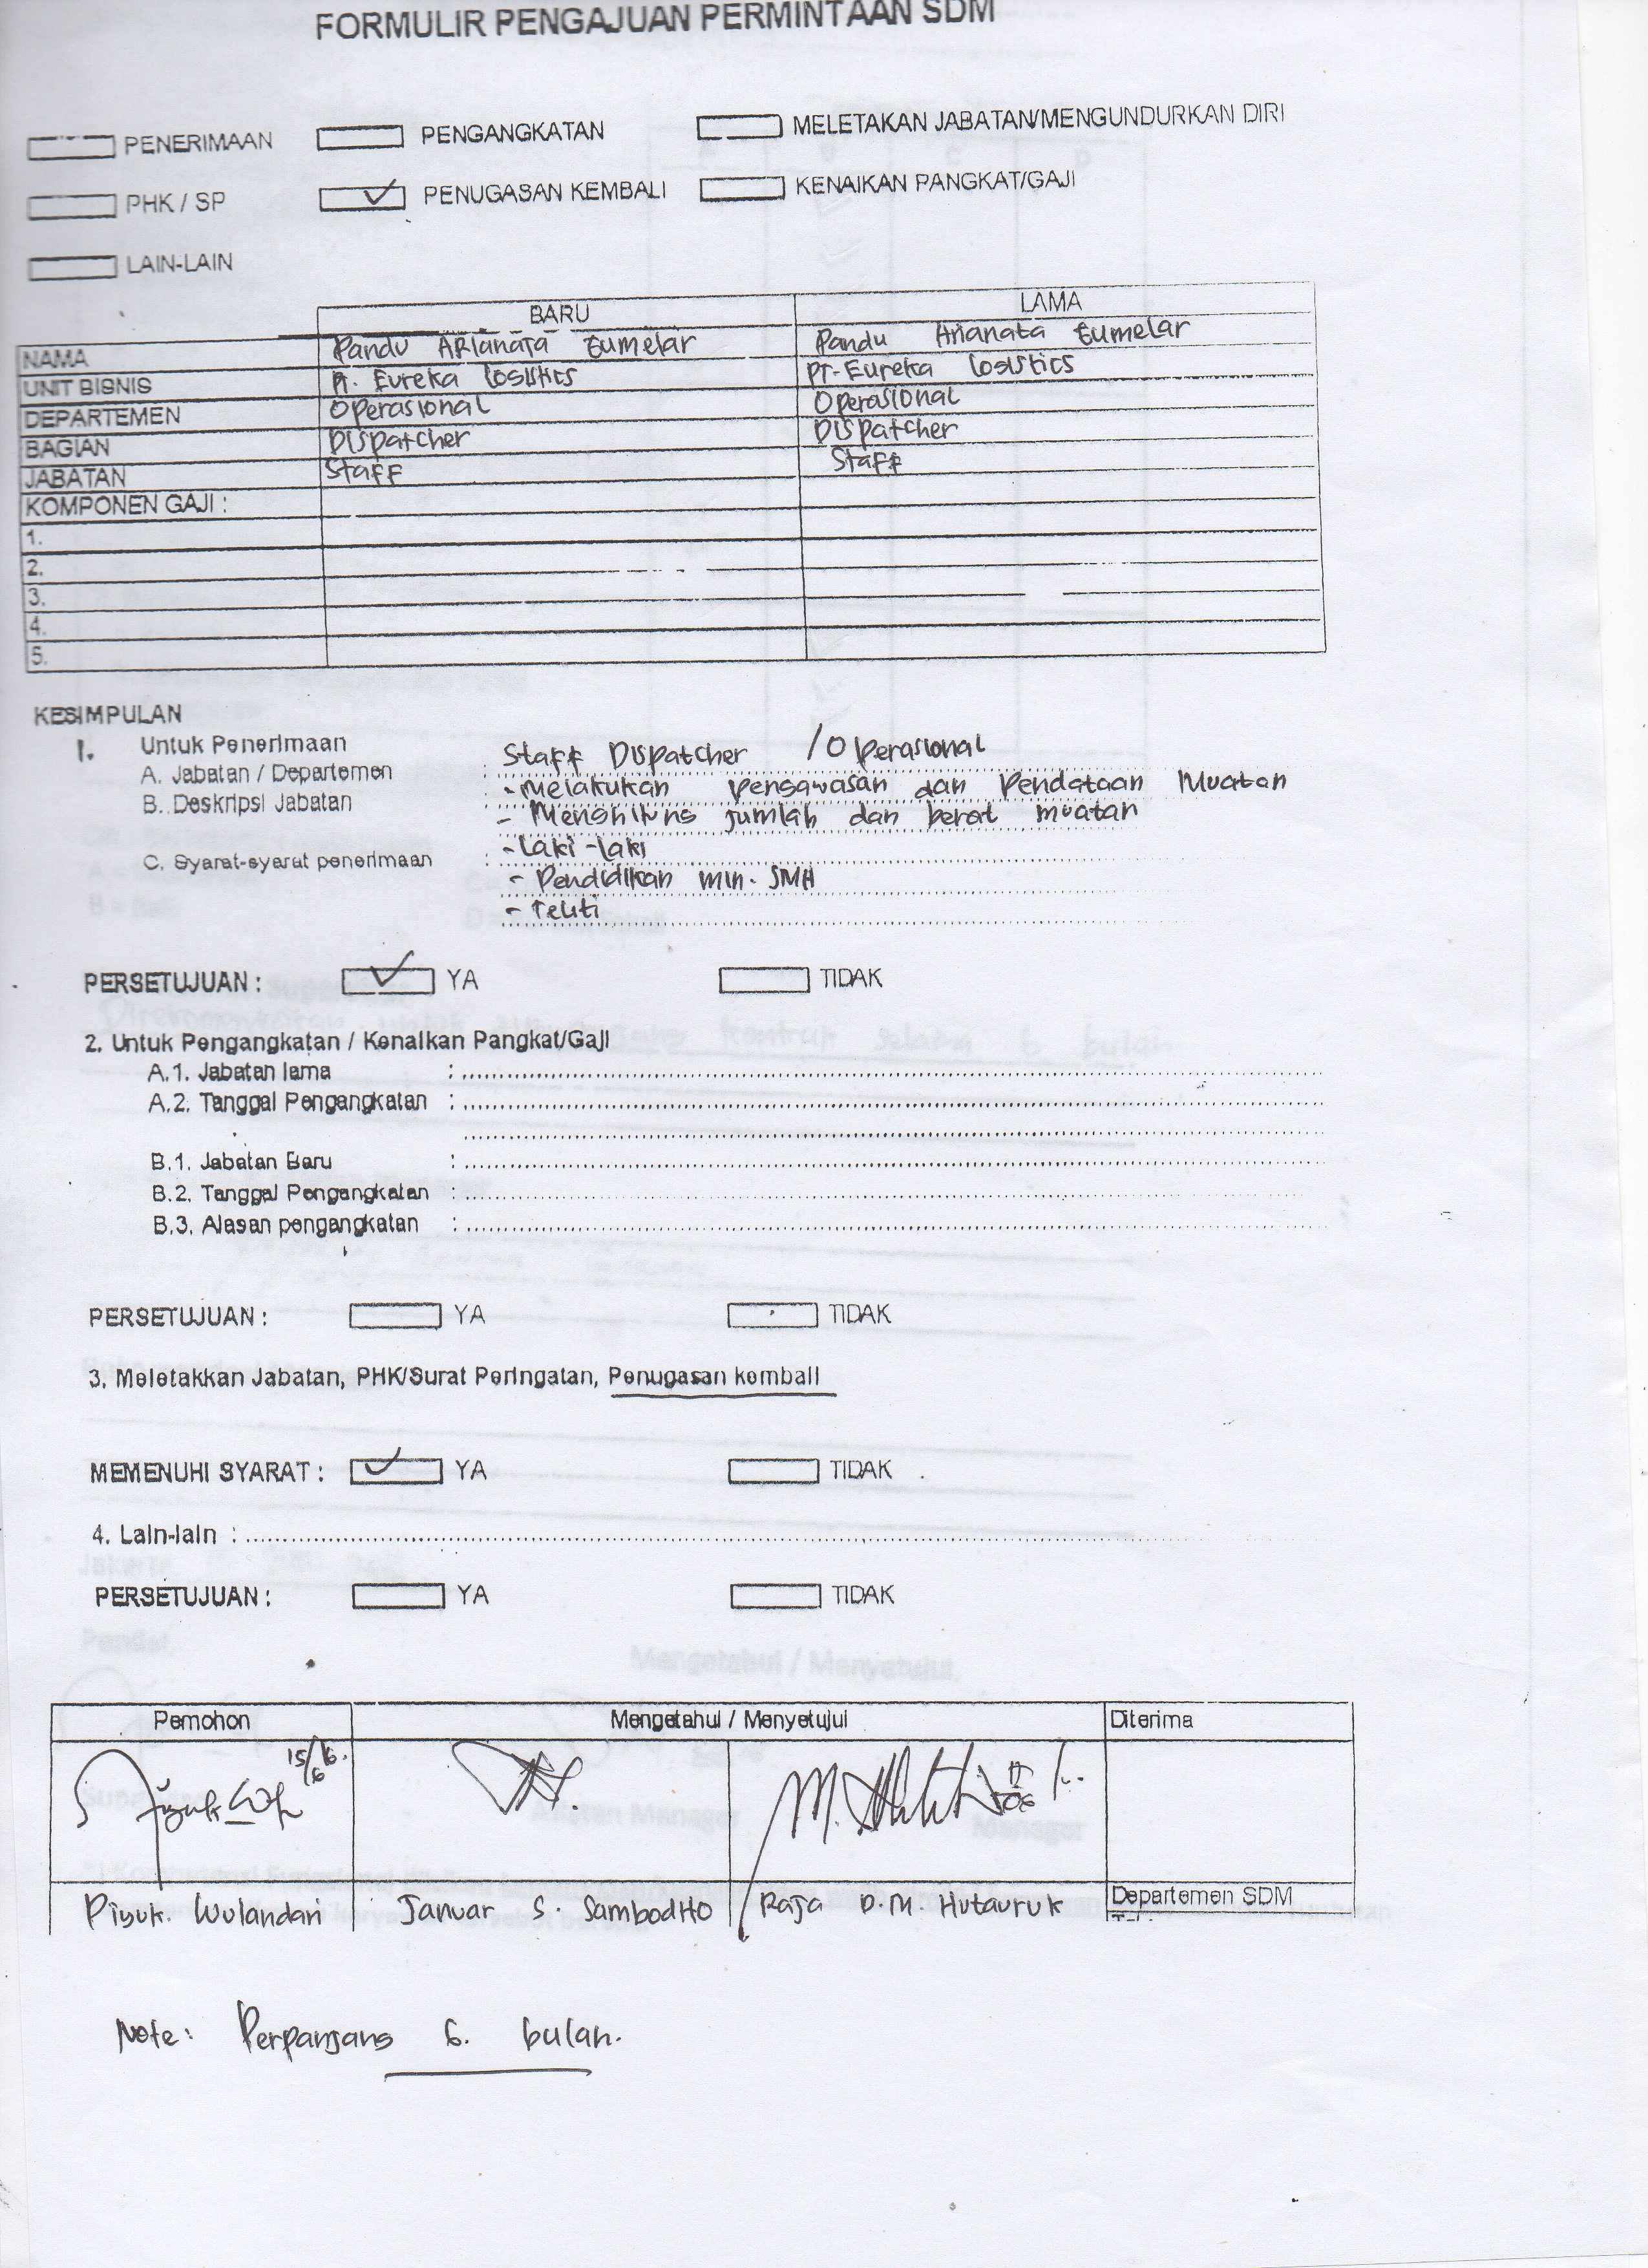 FORMULIR PENGAJUAN PERMINTAAN SDM
PENERIMAAN PENGANGKATAN MELETAKAN JABATAN/MENGUNDURKAN DIRI
PHK / SP PENUGASAN KEMBALI KENAIKAN PANGKAT/GAJI
LAIN-LAIN
BARU LAMA
NAMA Pandu ARIanata Eumelar Pandu Arianata Eumelar
UNIT BISNIS PT. Eureka Logistics PT. Eureka Logistics
DEPARTEMEN Operasional Operasional
BAGIAN Dispatcher Dispatcher
JABATAN Staff Staff
KOMPONEN GAJI :
1.
2.
3.
4.
5.
KESIMPULAN
1. Untuk Penerimaan
A. Jabatan / Departemen : Staff Dispatcher / Operasional
B. Deskripsi Jabatan : - Melakukan Pengawasan dan Pendataan Muatan
- Menghitung jumlah dan berat muatan
C. Syarat-syarat penerimaan : - Laki-laki
- Pendidikan min. SMA
- Teliti
PERSETUJUAN : YA TIDAK
2. Untuk Pengangkatan / Kenaikan Pangkat/Gaji
A.1. Jabatan lama :
A.2. Tanggal Pengangkatan :
B.1. Jabatan Baru :
B.2. Tanggal Pengangkatan :
B.3. Alasan pengangkatan :
PERSETUJUAN : YA TIDAK
3. Meletakkan Jabatan, PHK/Surat Peringatan, Penugasan kembali
MEMENUHI SYARAT : YA TIDAK
4. Lain-lain :
PERSETUJUAN : YA TIDAK
Pemohon Mengetahui / Menyetujui Diterima
15/6 16.
Piyuk. Wulandari Januar S. Sambodho Raja D.M. Hutauruk Departemen SDM
Note: Perpanjang 6. bulan.